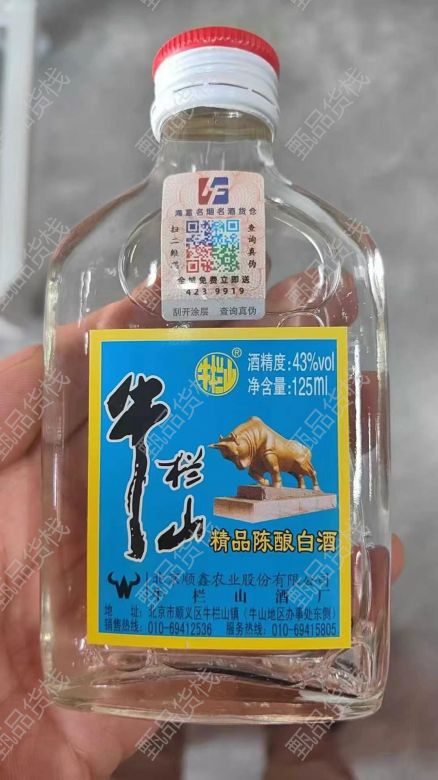 海富名烟名酒货仓
扫二维码
查询真伪
全城免费立即送
423 9919
刮开涂层 查询真伪
牛栏山®
酒精度:43%vol
净含量:125ml
牛栏山
精品陈酿白酒
北京顺鑫农业股份有限公司
牛栏山酒厂
地 址:北京市顺义区牛栏山镇(牛山地区办事处东侧)
销售热线:010-69412536 服务热线:010-69415805
甄品货栈